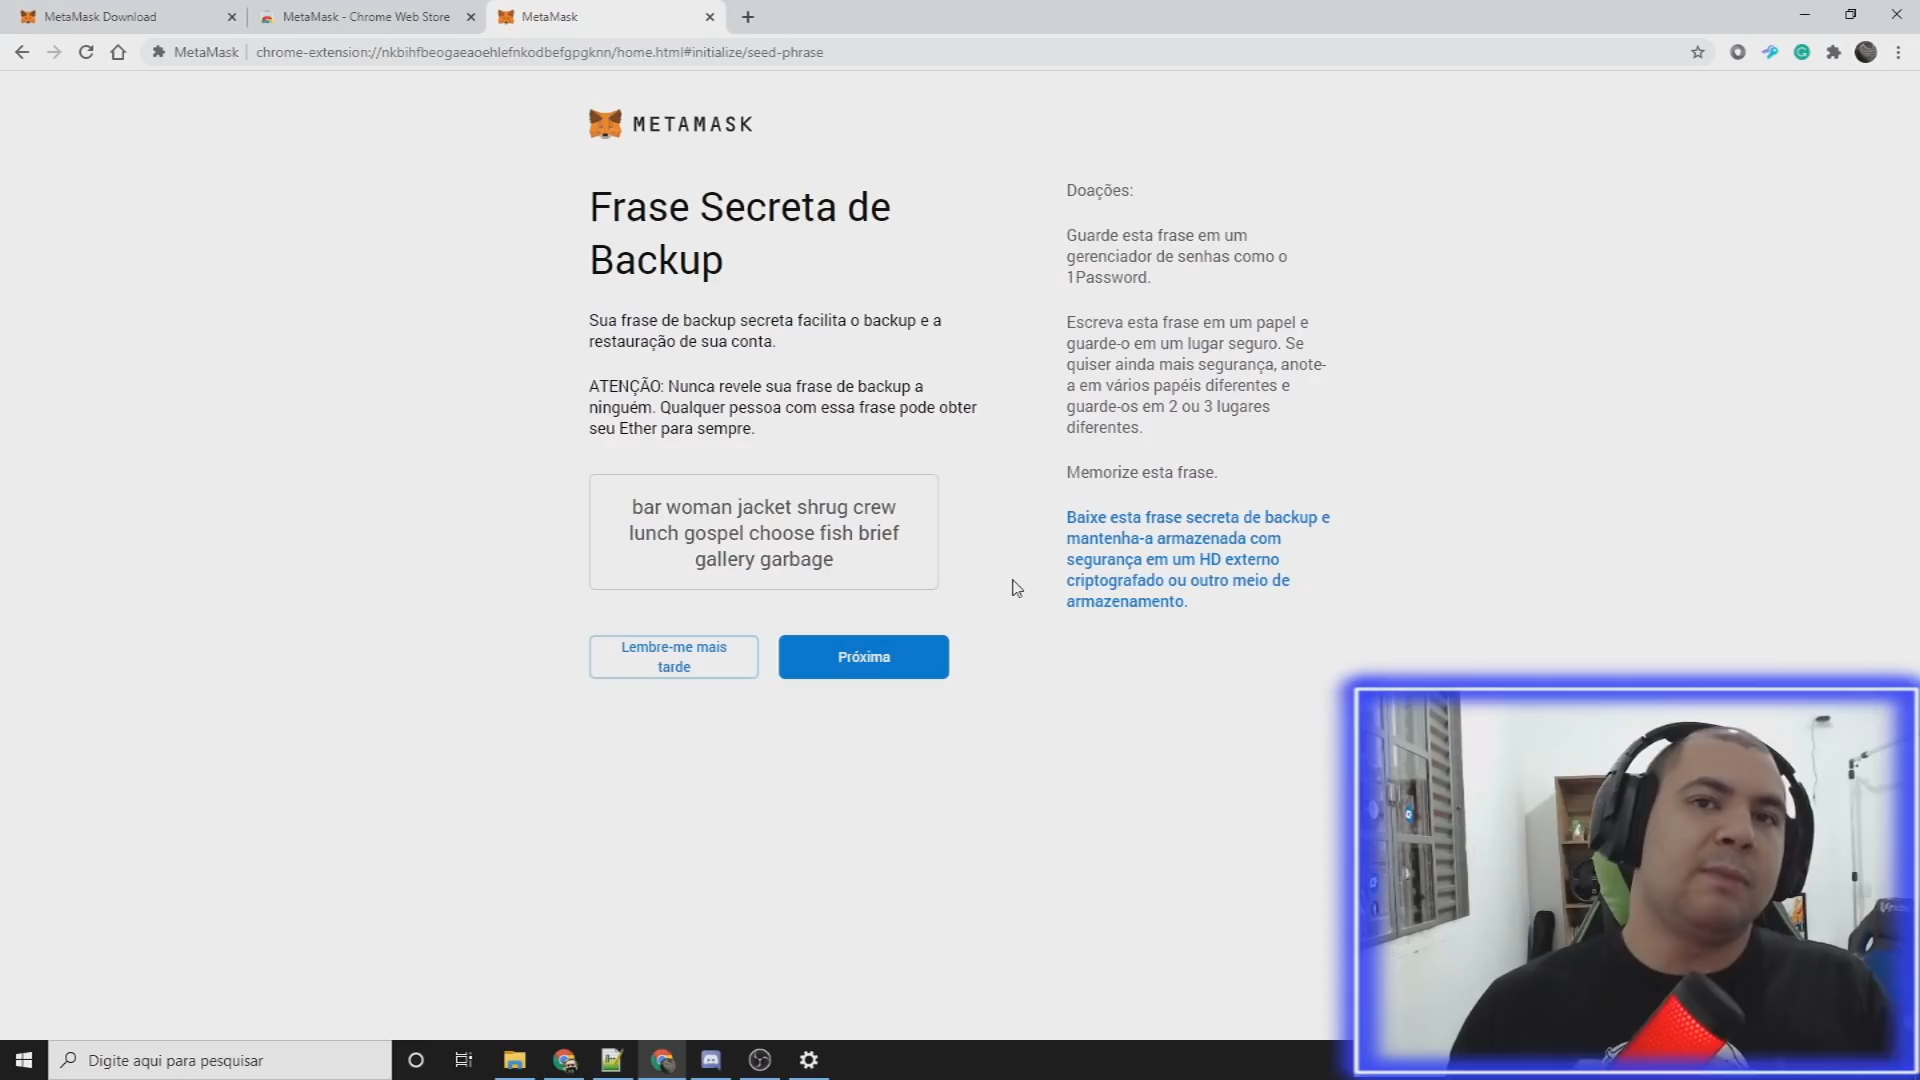 MetaMask Download
MetaMask - Chrome Web Store
MetaMask
MetaMask
chrome-extension://nkbihfbeogaeaoehlefnkodbefgpgknn/home.html#initialize/seed-phrase
METAMASK
Frase Secreta de
Backup
Sua frase de backup secreta facilita o backup e a
restauração de sua conta.
ATENÇÃO: Nunca revele sua frase de backup a
ninguém. Qualquer pessoa com essa frase pode obter
seu Ether para sempre.
bar woman jacket shrug crew
lunch gospel choose fish brief
gallery garbage
Lembre-me mais
tarde
Próxima
Doações:
Guarde esta frase em um
gerenciador de senhas como o
1Password.
Escreva esta frase em um papel e
guarde-o em um lugar seguro. Se
quiser ainda mais segurança, anote-
a em vários papéis diferentes e
guarde-os em 2 ou 3 lugares
diferentes.
Memorize esta frase.
Baixe esta frase secreta de backup e
mantenha-a armazenada com
segurança em um HD externo
criptografado ou outro meio de
armazenamento.
Digite aqui para pesquisar